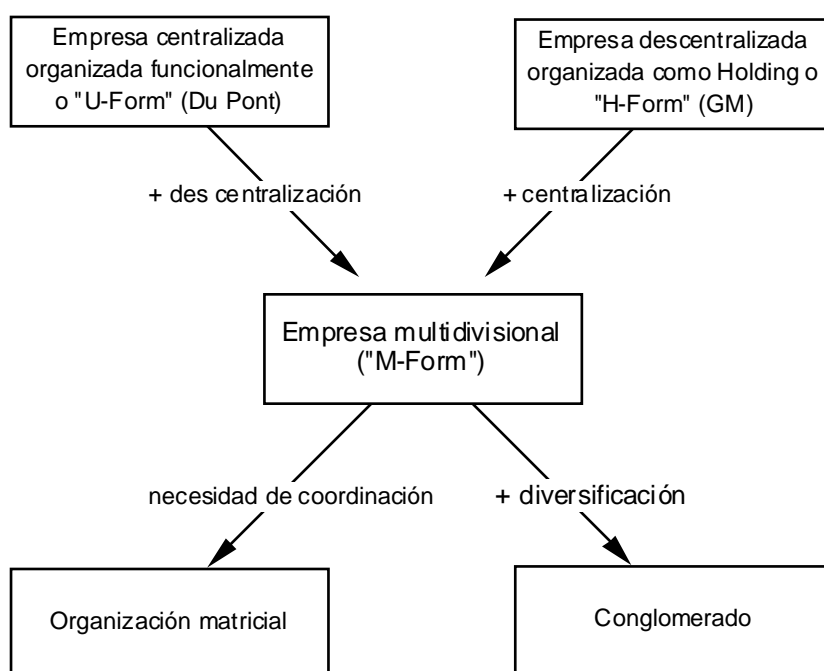 Empresa centralizada
organizada funcionalmente
o "U-Form" (Du Pont)
Empresa descentralizada
organizada como Holding o
"H-Form" (GM)
+ des centralización
+ centralización
Empresa multidivisional
("M-Form")
necesidad de coordinación
+ diversificación
Organización matricial
Conglomerado